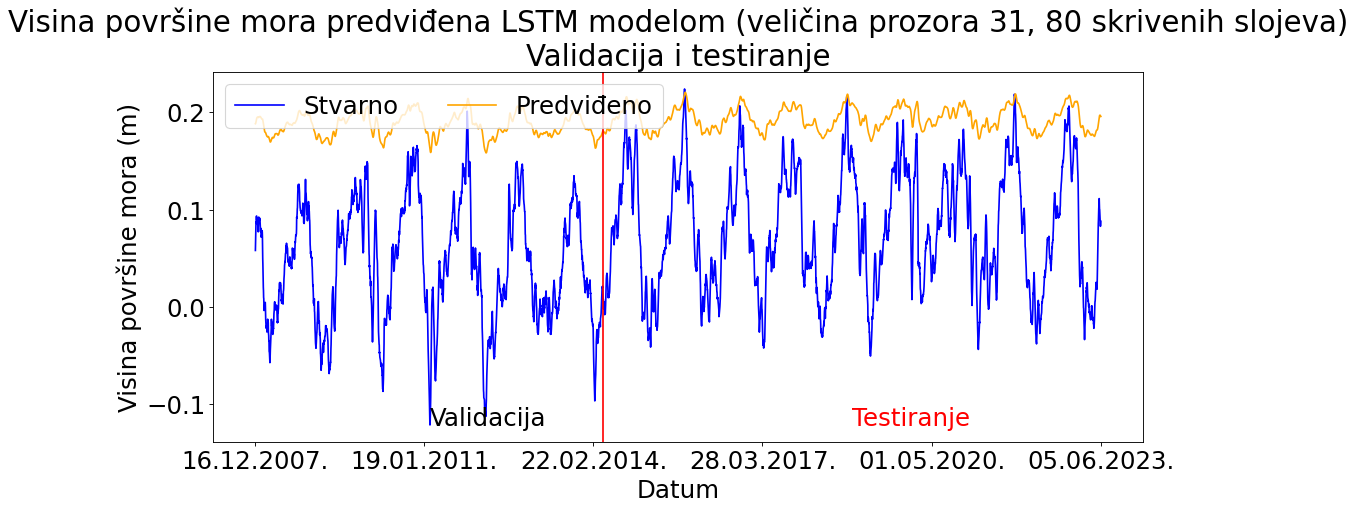 Visina površine mora predviđena LSTM modelom (veličina prozora 31, 80 skrivenih slojeva)
Validacija i testiranje
Stvarno Predviđeno
Visina površine mora (m)
0.2
0.1
0.0
−0.1
Validacija Testiranje
16.12.2007. 19.01.2011. 22.02.2014. 28.03.2017. 01.05.2020. 05.06.2023.
Datum